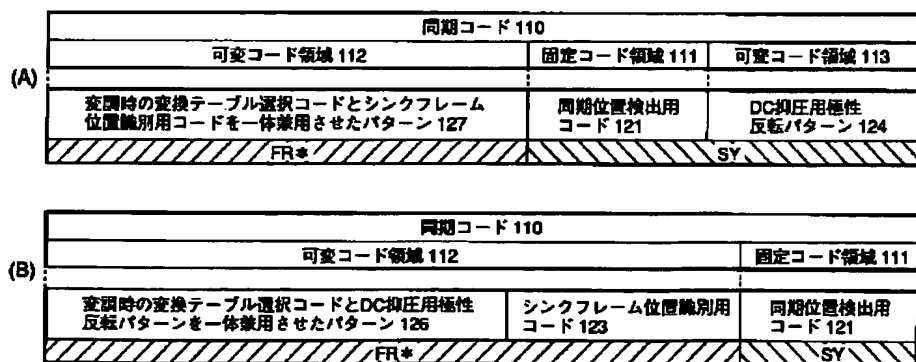 (A)
同期コード 110
可変コード領域 112 固定コード領域 111 可変コード領域 113
変調時の変換テーブル選択コードとシンクフレーム
位置識別用コードを一体兼用させたパターン 127
同期位置検出用
コード 121
DC抑圧用極性
反転パターン 124
FR* SY
(B)
同期コード 110
可変コード領域 112 固定コード領域 111
変調時の変換テーブル選択コードとDC抑圧用極性
反転パターンを一体兼用させたパターン 126
シンクフレーム位置識別用
コード 123
同期位置検出用
コード 121
FR* SY